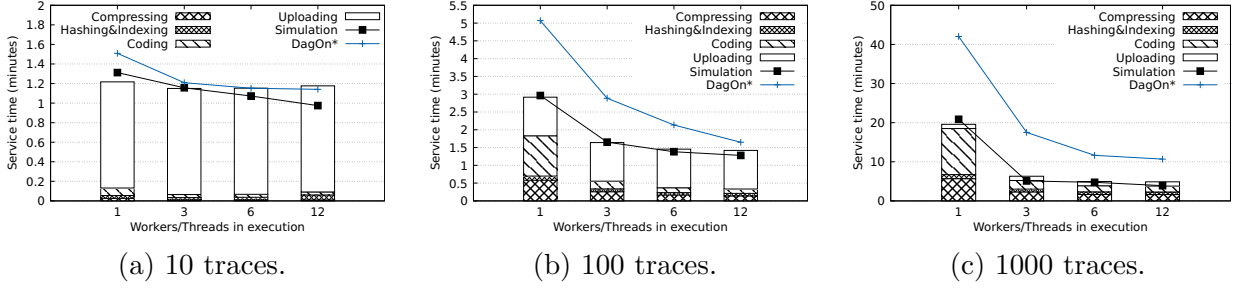 Service time (minutes)
2
1.8
1.6
1.4
1.2
1
0.8
0.6
0.4
0.2
0
Compressing
Hashing&Indexing
Coding
Uploading
Simulation
DagOn*
1 3 6 12
Workers/Threads in execution
(a) 10 traces.
Service time (minutes)
5.5
5
4.5
4
3.5
3
2.5
2
1.5
1
0.5
0
Compressing
Hashing&Indexing
Coding
Uploading
Simulation
DagOn*
1 3 6 12
Workers/Threads in execution
(b) 100 traces.
Service time (minutes)
50
40
30
20
10
0
Compressing
Hashing&Indexing
Coding
Uploading
Simulation
DagOn*
1 3 6 12
Workers/Threads in execution
(c) 1000 traces.